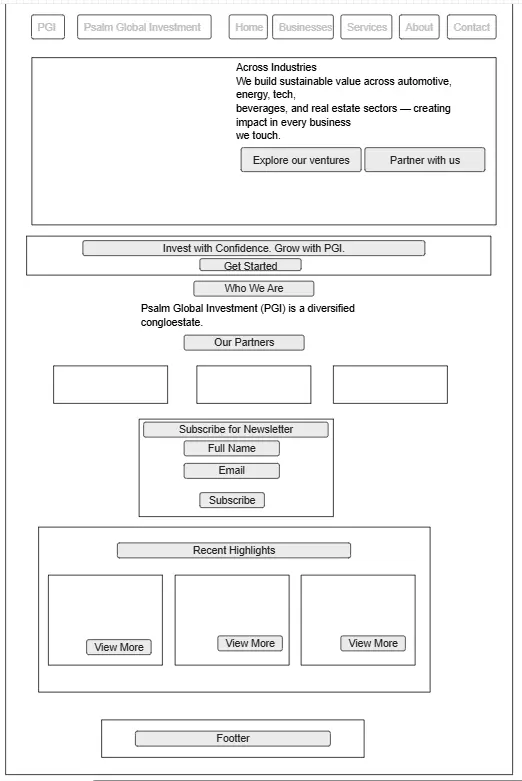 PGI
Psalm Global Investment
Home
Businesses
Services
About
Contact
Across Industries
We build sustainable value across automotive,
energy, tech,
beverages, and real estate sectors — creating
impact in every business
we touch.
Explore our ventures
Partner with us
Invest with Confidence. Grow with PGI.
Get Started
Who We Are
Psalm Global Investment (PGI) is a diversified
congloestate.
Our Partners
Subscribe for Newsletter
Full Name
Email
Subscribe
Recent Highlights
View More
View More
View More
Footter